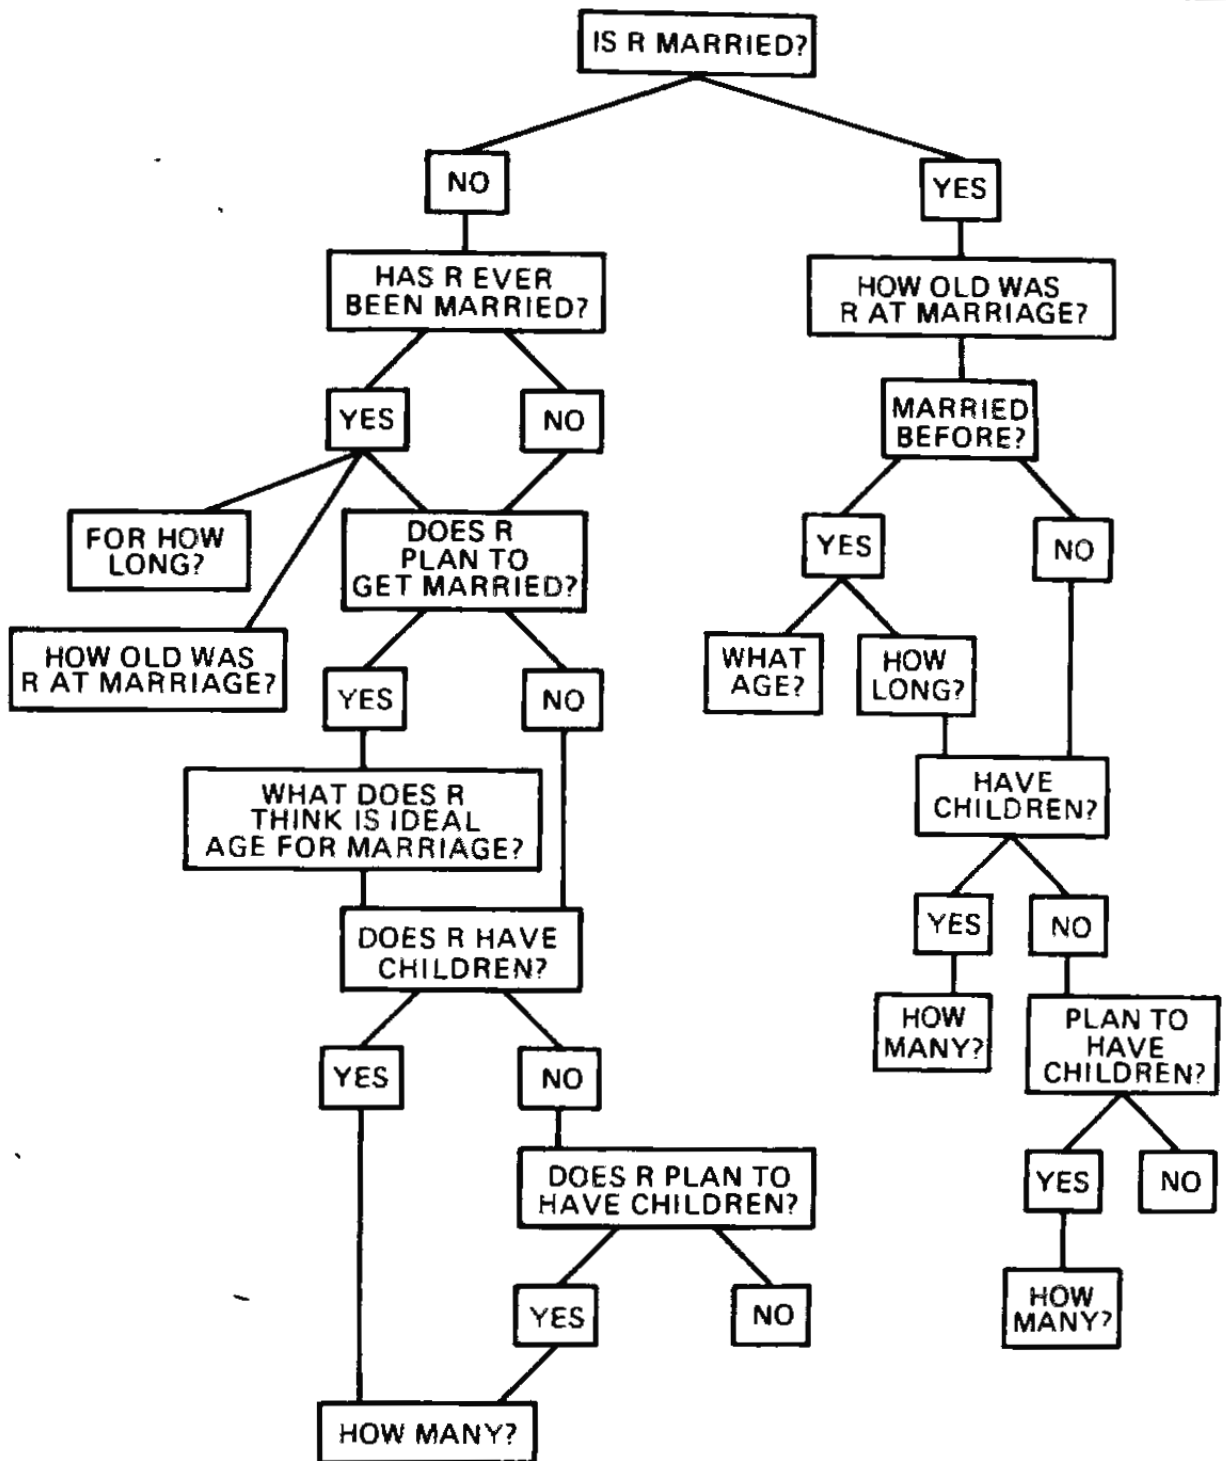 IS R MARRIED?
NO
YES
HAS R EVER
BEEN MARRIED?
HOW OLD WAS
R AT MARRIAGE?
YES
NO
MARRIED
BEFORE?
FOR HOW
LONG?
DOES R
PLAN TO
GET MARRIED?
YES
NO
HOW OLD WAS
R AT MARRIAGE?
WHAT
AGE?
HOW
LONG?
YES
NO
WHAT DOES R
THINK IS IDEAL
AGE FOR MARRIAGE?
HAVE
CHILDREN?
DOES R HAVE
CHILDREN?
YES
NO
YES
NO
HOW
MANY?
PLAN TO
HAVE
CHILDREN?
DOES R PLAN TO
HAVE CHILDREN?
YES
NO
YES
NO
HOW
MANY?
HOW MANY?